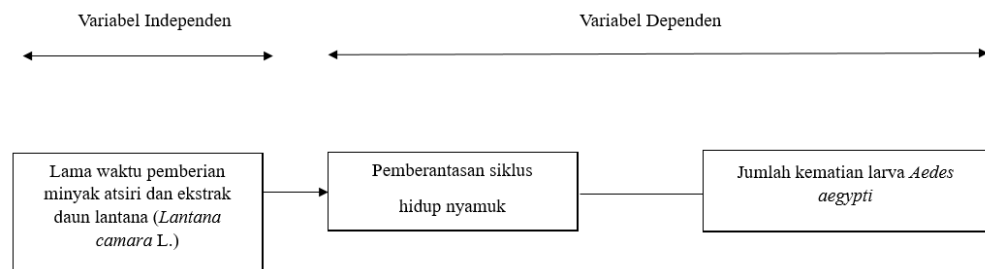 Variabel Independen
Variabel Dependen
Lama waktu pemberian
minyak atsiri dan ekstrak
daun lantana (Lantana
camara L.)
Pemberantasan siklus
hidup nyamuk
Jumlah kematian larva Aedes
aegypti